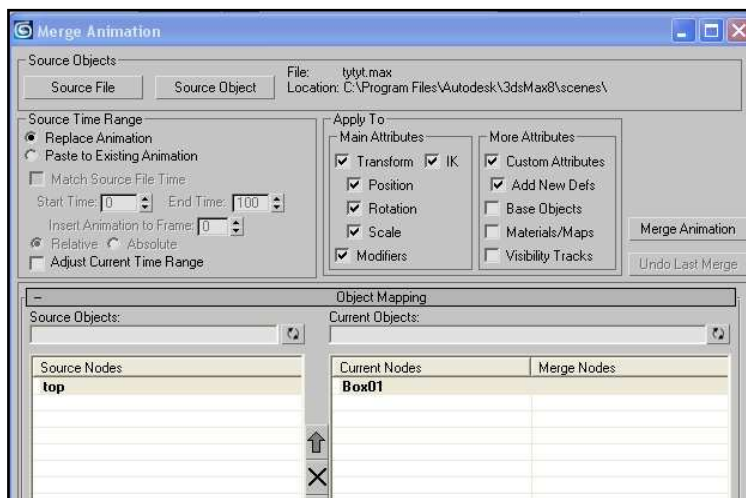 Merge Animation
Source Objects
Source File
Source Object
File: tytyt.max
Location: C:\Program Files\Autodesk\3dsMax8\scenes\
Source Time Range
Replace Animation
Paste to Existing Animation
Match Source File Time
Start Time: 0 End Time: 100
Insert Animation to Frame: 0
Relative Absolute
Adjust Current Time Range
Apply To
Main Attributes
Transform IK
Position
Rotation
Scale
Modifiers
More Attributes
Custom Attributes
Add New Defs
Base Objects
Materials/Maps
Visibility Tracks
Merge Animation
Undo Last Merge
Object Mapping
Source Objects:
Current Objects:
Source Nodes
top
Current Nodes Merge Nodes
Box01